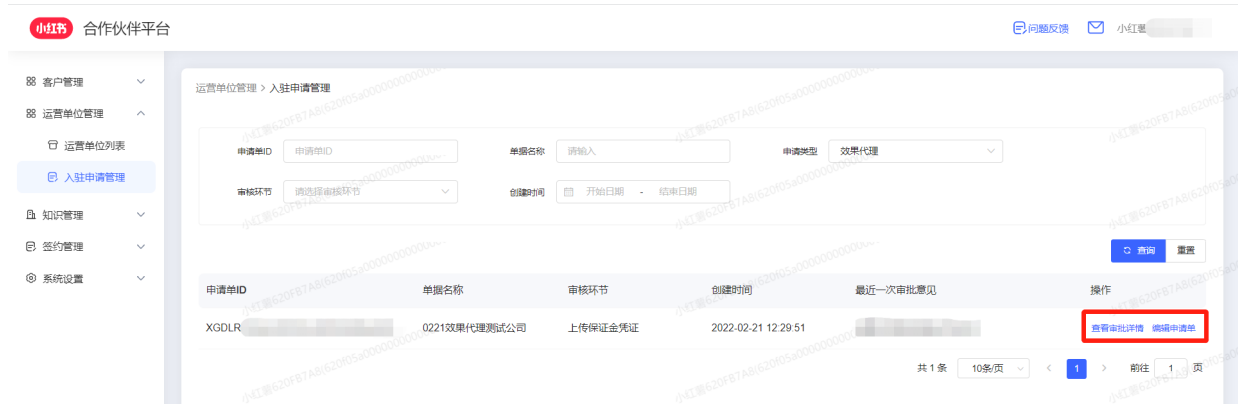 小红书 合作伙伴平台 问题反馈 小红薯
客户管理
运营单位管理
运营单位列表
入驻申请管理
知识管理
签约管理
系统设置
运营单位管理 > 入驻申请管理
申请单ID 申请单ID 单据名称 请输入 申请类型 效果代理
审核环节 请选择审核环节 创建时间 开始日期 - 结束日期
查询 重置
申请单ID 单据名称 审核环节 创建时间 最近一次审批意见 操作
XGDLR 0221效果代理测试公司 上传保证金凭证 2022-02-21 12:29:51 查看审批详情 编辑申请单
共 1 条 10条/页 < 1 > 前往 1 页